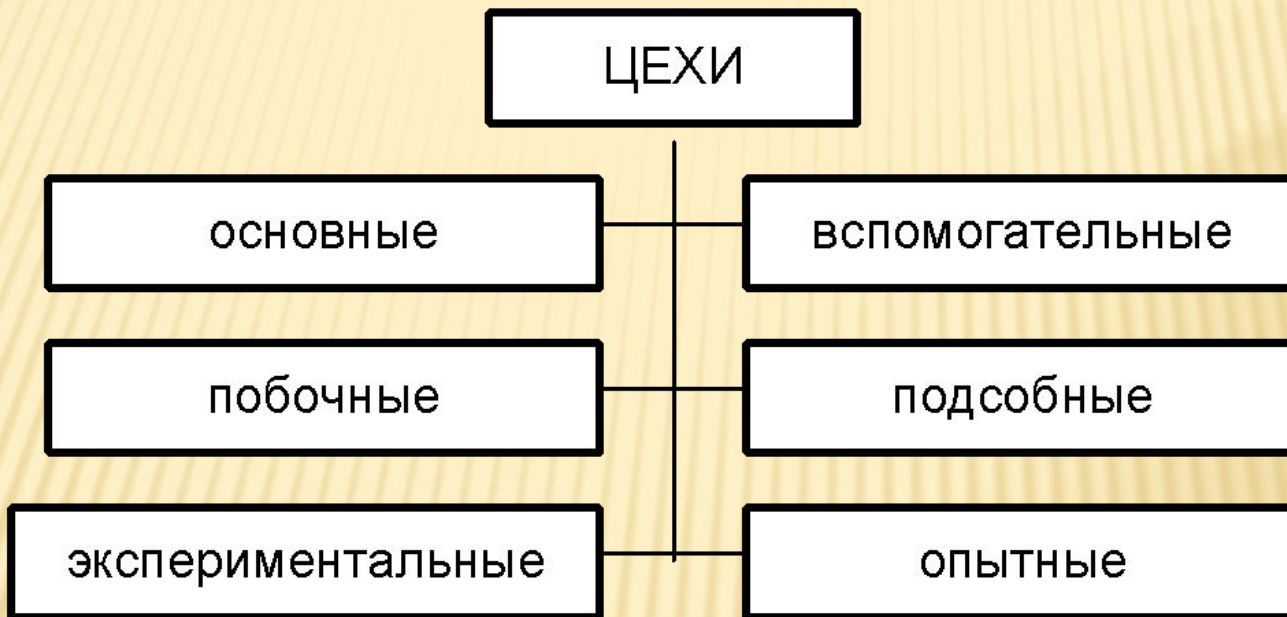 ЦЕХИ
основные
вспомогательные
побочные
подсобные
экспериментальные
опытные